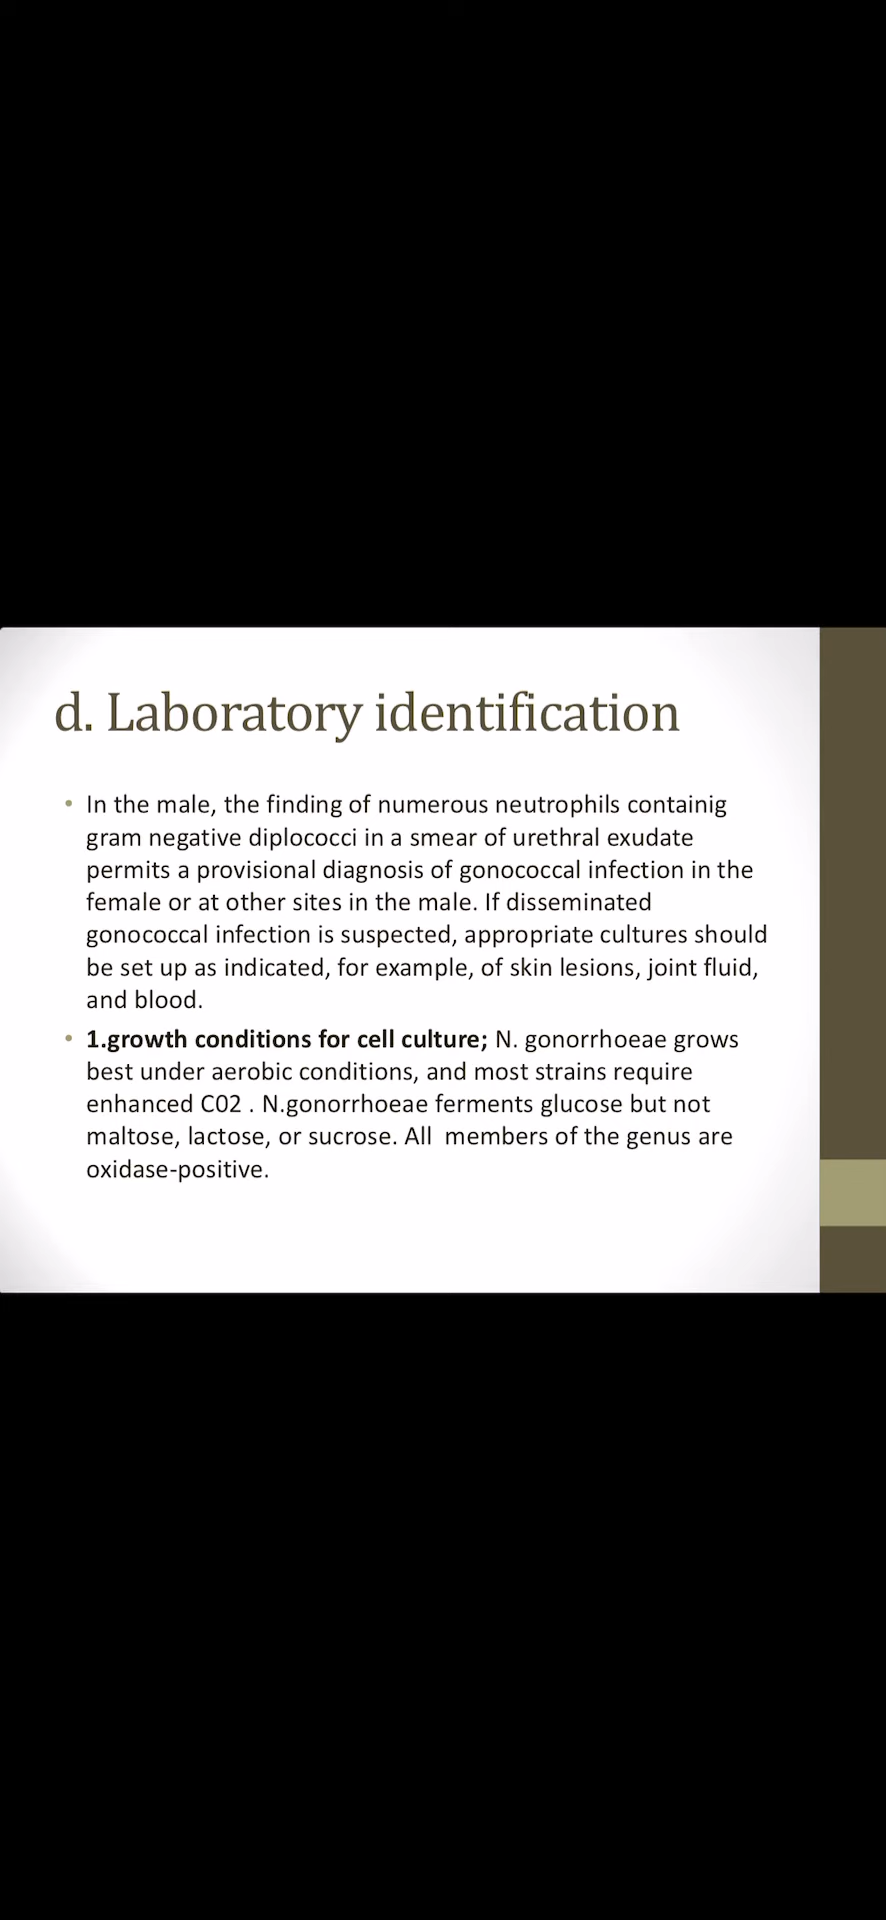 d. Laboratory identification
• In the male, the finding of numerous neutrophils containig
gram negative diplococci in a smear of urethral exudate
permits a provisional diagnosis of gonococcal infection in the
female or at other sites in the male. If disseminated
gonococcal infection is suspected, appropriate cultures should
be set up as indicated, for example, of skin lesions, joint fluid,
and blood.
• 1.growth conditions for cell culture; N. gonorrhoeae grows
best under aerobic conditions, and most strains require
enhanced C02 . N.gonorrhoeae ferments glucose but not
maltose, lactose, or sucrose. All  members of the genus are
oxidase-positive.